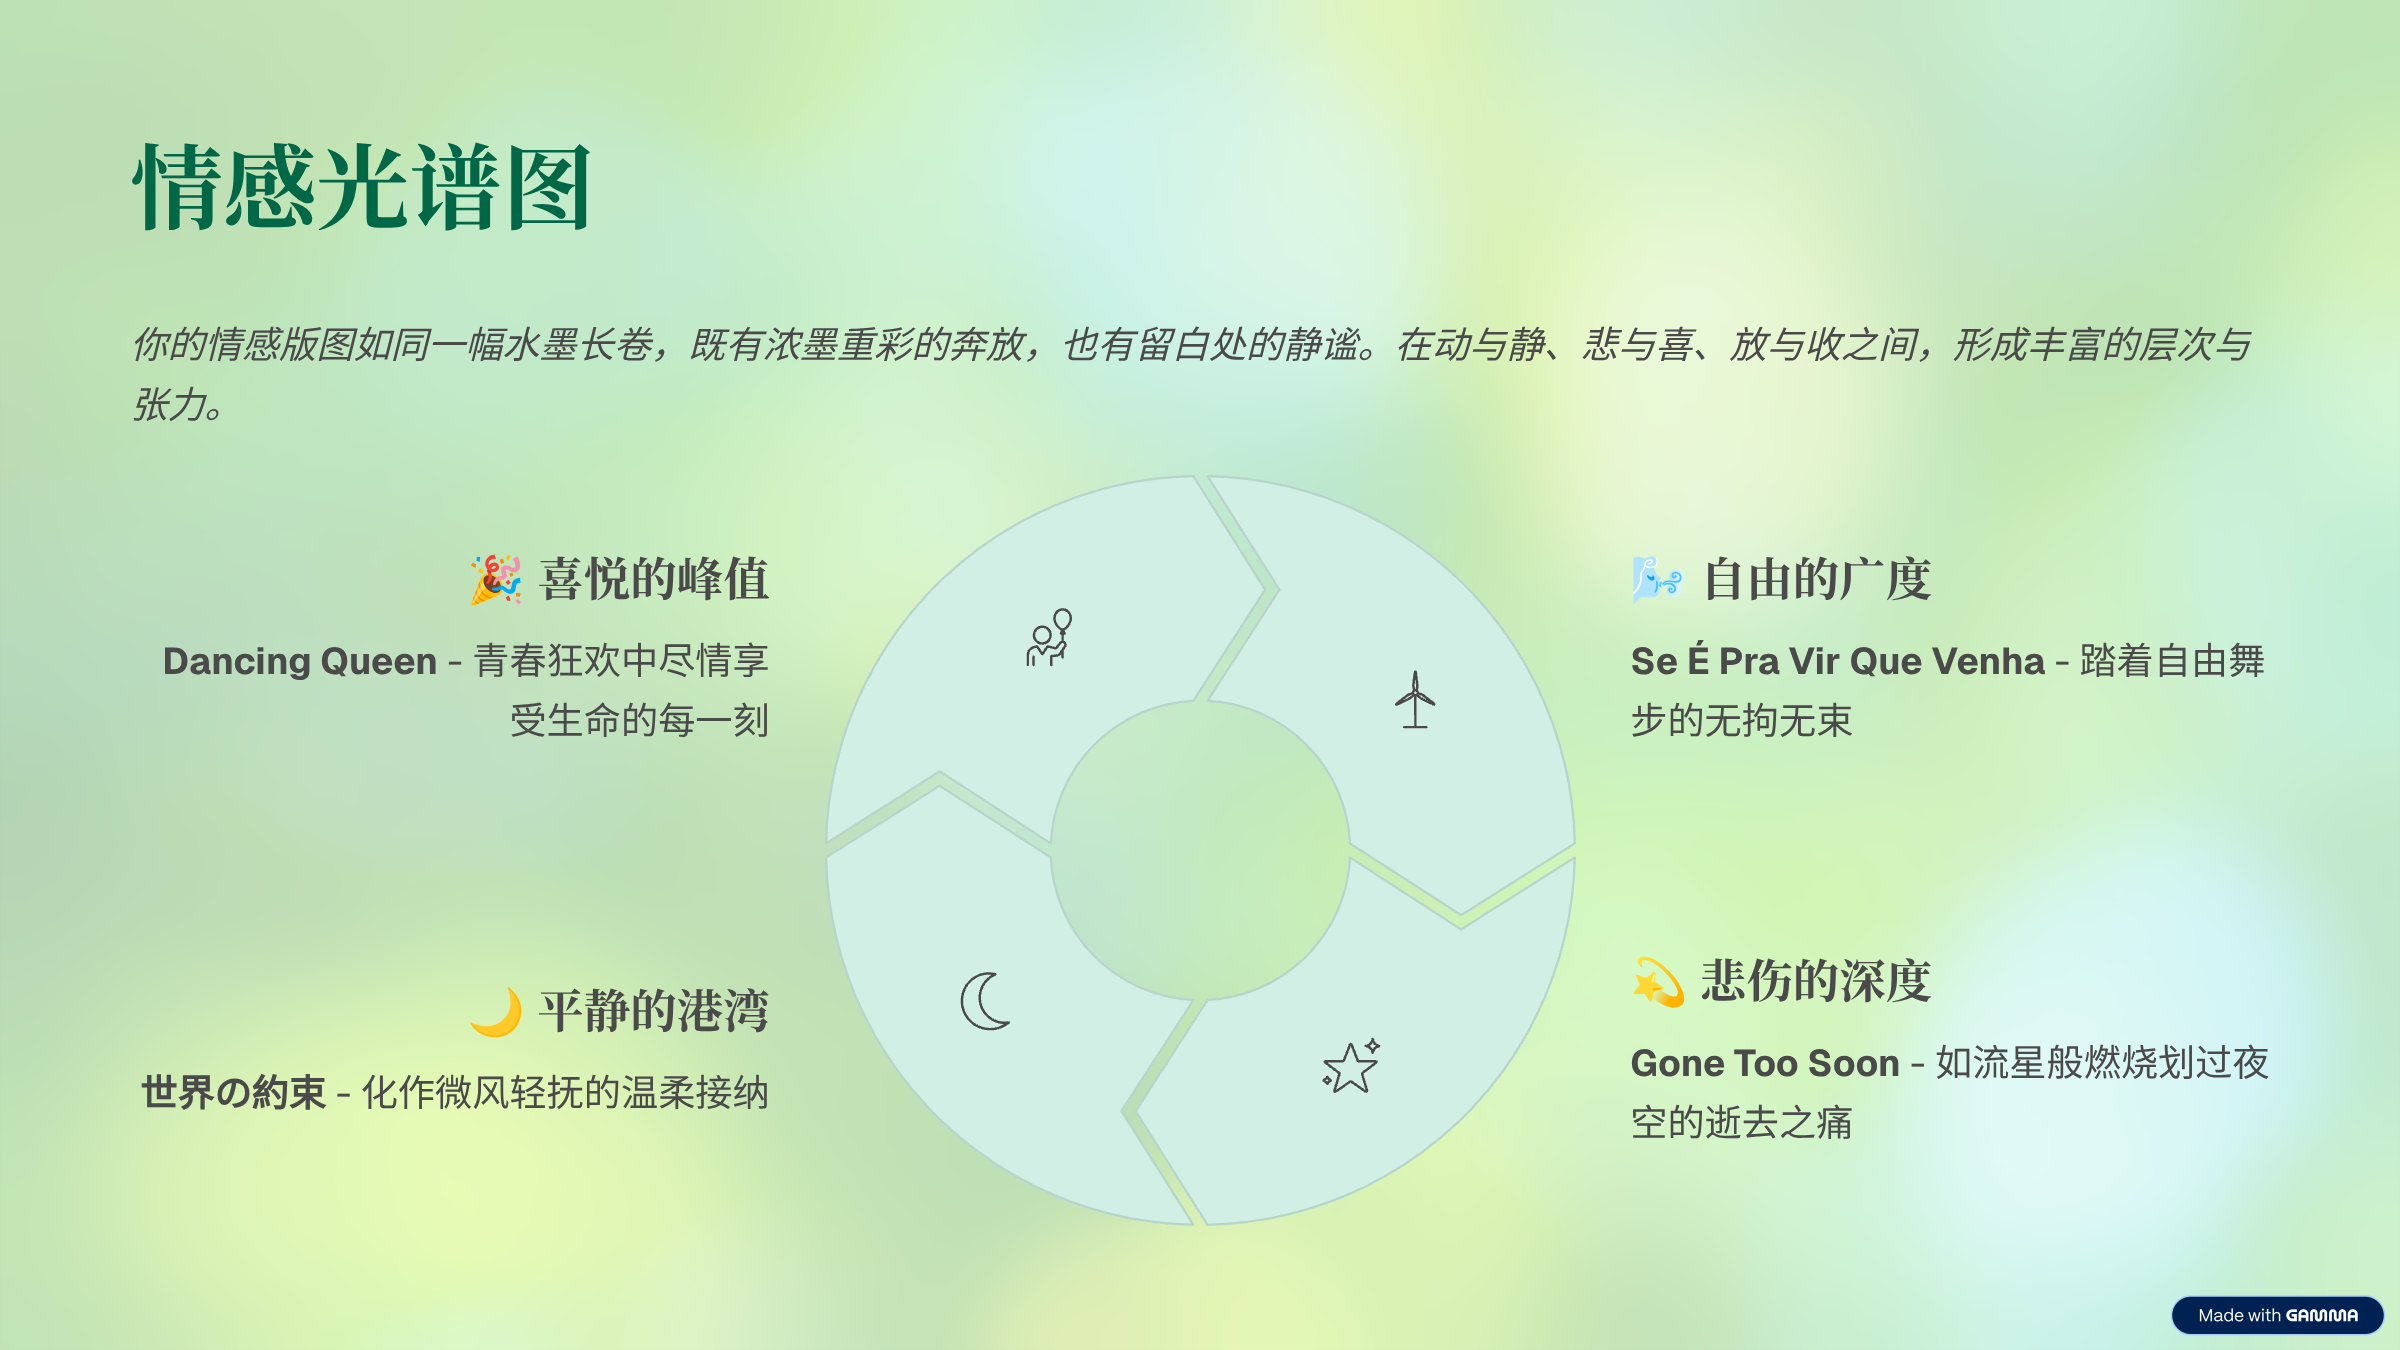 情感光谱图
你的情感版图如同一幅水墨长卷，既有浓墨重彩的奔放，也有留白处的静谧。在动与静、悲与喜、放与收之间，形成丰富的层次与
张力。
🎉 喜悦的峰值
Dancing Queen - 青春狂欢中尽情享
受生命的每一刻
🌬️ 自由的广度
Se É Pra Vir Que Venha - 踏着自由舞
步的无拘无束
🌙 平静的港湾
世界の約束 - 化作微风轻抚的温柔接纳
💫 悲伤的深度
Gone Too Soon - 如流星般燃烧划过夜
空的逝去之痛
Made with GAMMA